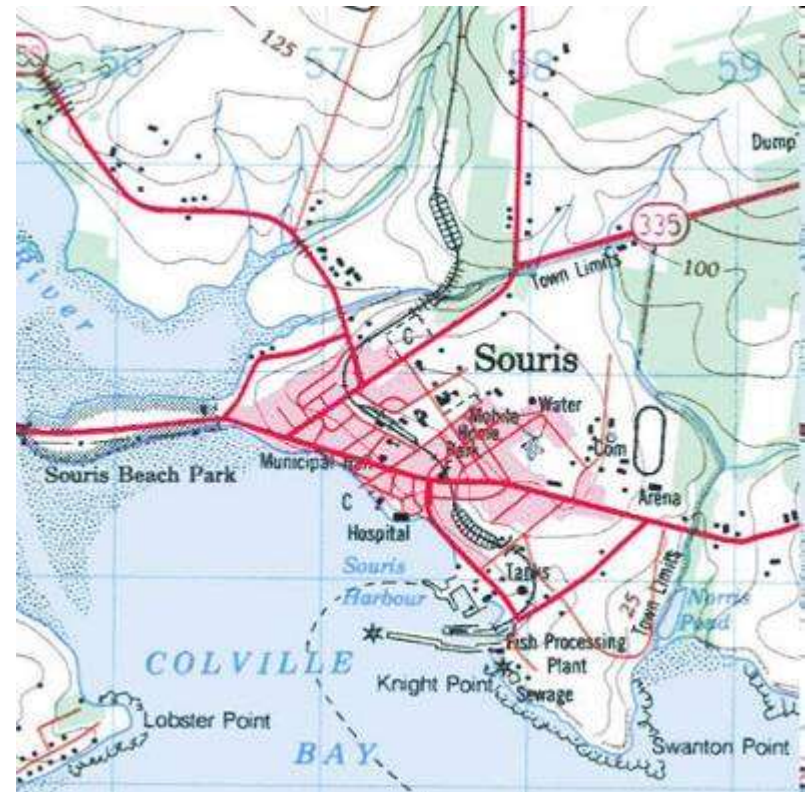 56
125
57
58
59
Dump
River
335
Town Limits
100
C
Souris
Mobile
Home
Park
Water
Com
Souris Beach Park
Municipal Hall
Arena
C
Hospital
Souris
Harbour
Tanks
25
Town Limits
Norris
Pond
Fish Processing
Plant
COLVILLE
Knight Point
Sewage
Lobster Point
BAY
Swanton Point